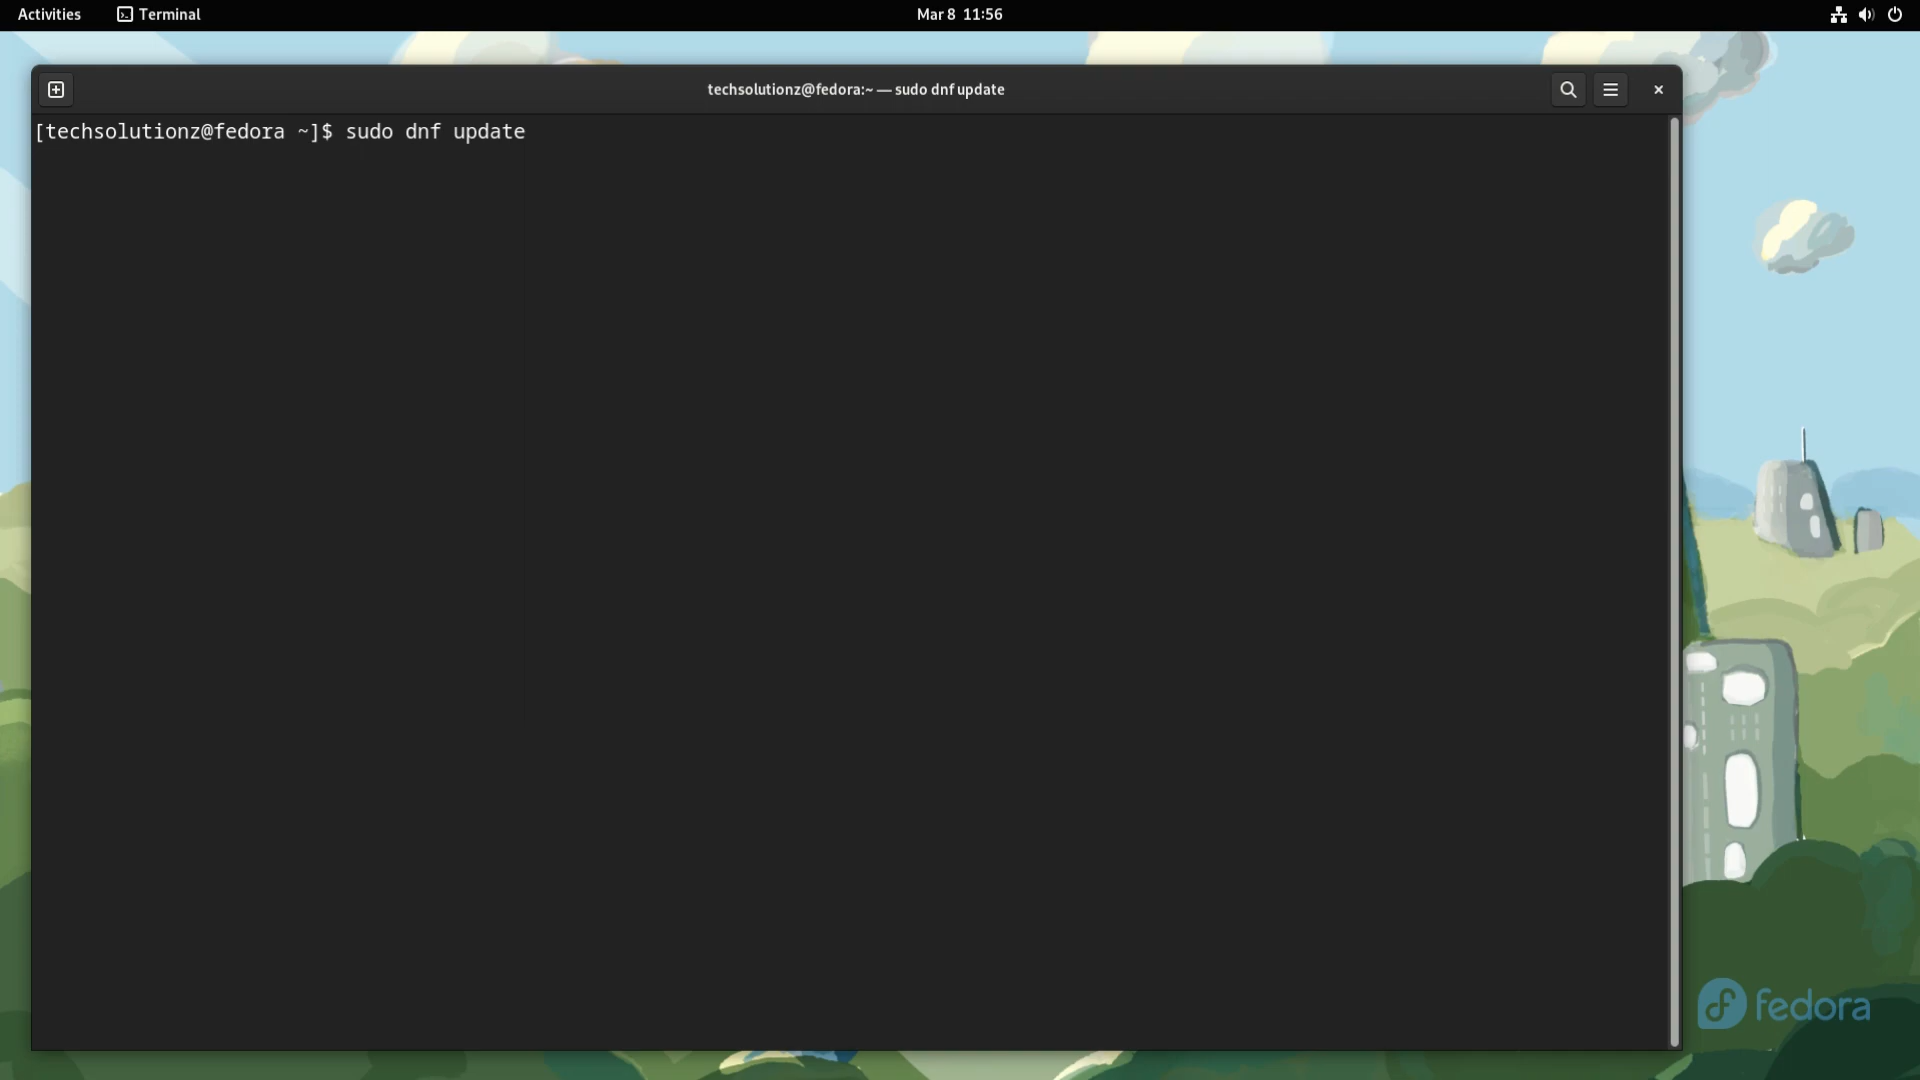 Activities Terminal Mar 8 11:56
techsolutionz@fedora:~ — sudo dnf update
[techsolutionz@fedora ~]$ sudo dnf update
fedora